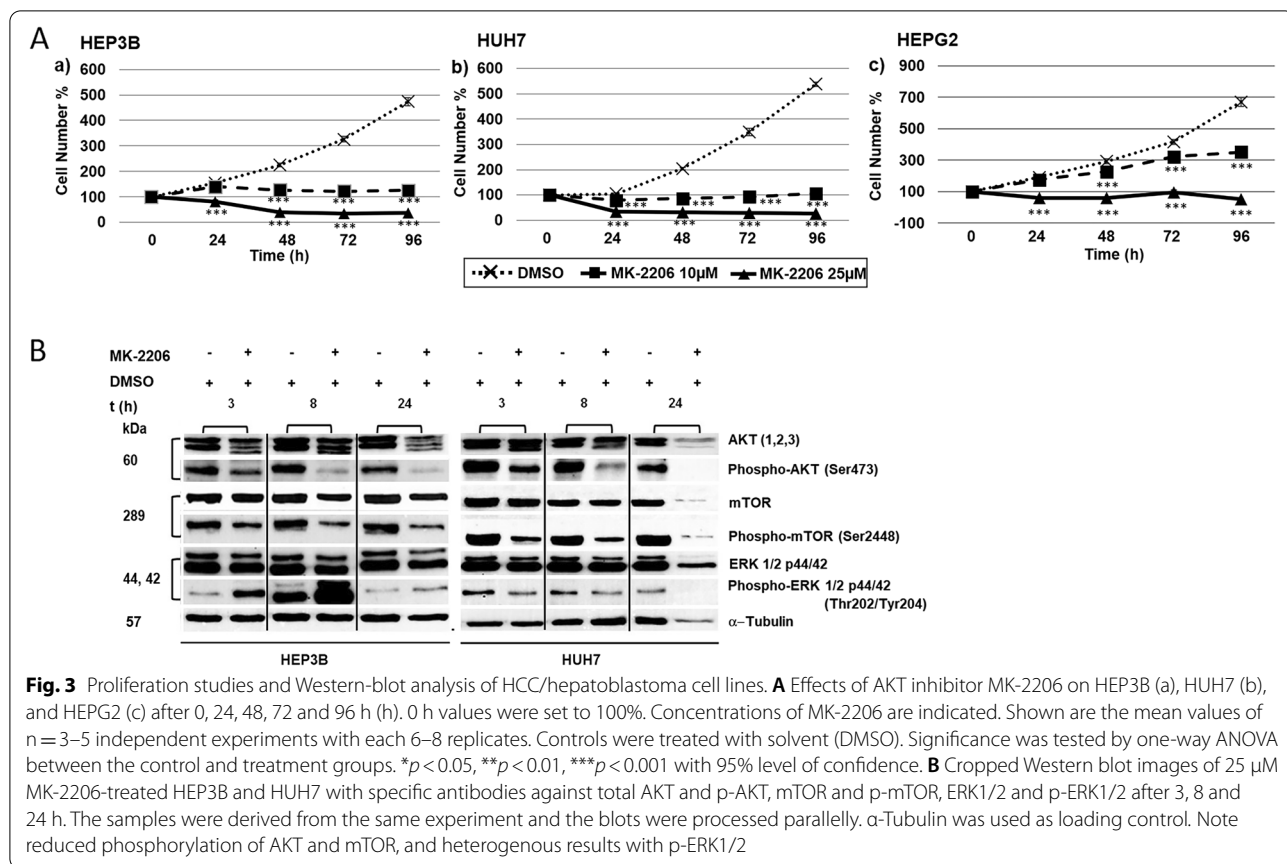 A
HEP3B
a)
600
500
400
300
200
100
0
Cell Number %
0 24 48 72 96
Time (h)
*** *** *** ***
*** *** *** ***
HUH7
b)
600
500
400
300
200
100
0
Cell Number %
0 24 48 72 96
Time (h)
*** *** *** ***
*** *** *** ***
HEPG2
c)
900
700
500
300
100
-100
Cell Number %
0 24 48 72 96
Time (h)
*** *** ***
*** *** *** ***
DMSO MK-2206 10µM MK-2206 25µM
B
MK-2206 - + - + - + - + - + - +
DMSO + + + + + + + + + + + +
t (h) 3 8 24 3 8 24
kDa
60
289
44, 42
57
AKT (1,2,3)
Phospho-AKT (Ser473)
mTOR
Phospho-mTOR (Ser2448)
ERK 1/2 p44/42
Phospho-ERK 1/2 p44/42
(Thr202/Tyr204)
α-Tubulin
HEP3B HUH7
Fig. 3 Proliferation studies and Western-blot analysis of HCC/hepatoblastoma cell lines. A Effects of AKT inhibitor MK-2206 on HEP3B (a), HUH7 (b),
and HEPG2 (c) after 0, 24, 48, 72 and 96 h (h). 0 h values were set to 100%. Concentrations of MK-2206 are indicated. Shown are the mean values of
n = 3–5 independent experiments with each 6–8 replicates. Controls were treated with solvent (DMSO). Significance was tested by one-way ANOVA
between the control and treatment groups. *p < 0.05, **p < 0.01, ***p < 0.001 with 95% level of confidence. B Cropped Western blot images of 25 µM
MK-2206-treated HEP3B and HUH7 with specific antibodies against total AKT and p-AKT, mTOR and p-mTOR, ERK1/2 and p-ERK1/2 after 3, 8 and
24 h. The samples were derived from the same experiment and the blots were processed parallelly. α-Tubulin was used as loading control. Note
reduced phosphorylation of AKT and mTOR, and heterogenous results with p-ERK1/2